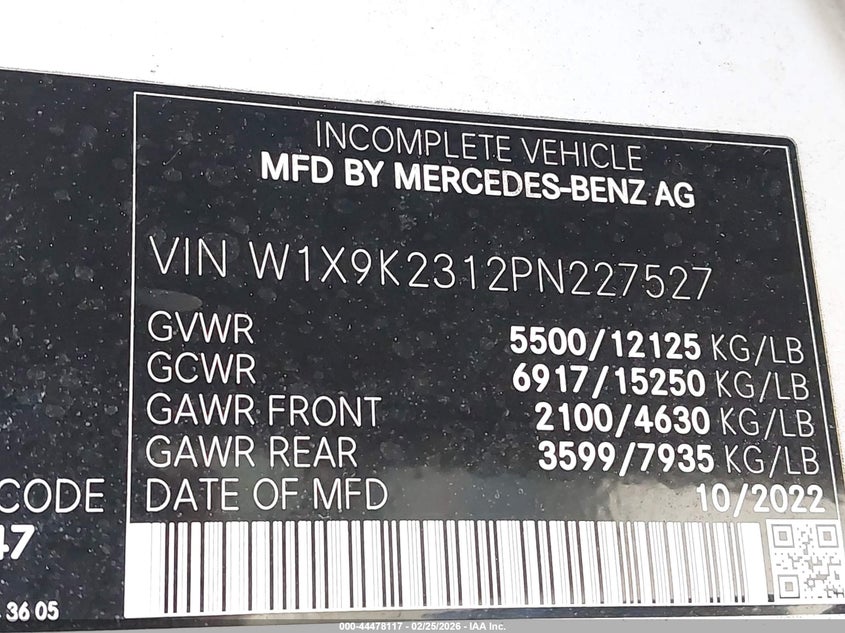 INCOMPLETE VEHICLE
MFD BY MERCEDES-BENZ AG
VIN W1X9K2312PN227527
GVWR 5500/12125 KG/LB
GCWR 6917/15250 KG/LB
GAWR FRONT 2100/4630 KG/LB
GAWR REAR 3599/7935 KG/LB
CODE DATE OF MFD 10/2022
47
3605
000-44478117 - 02/25/2026 - IAA Inc.